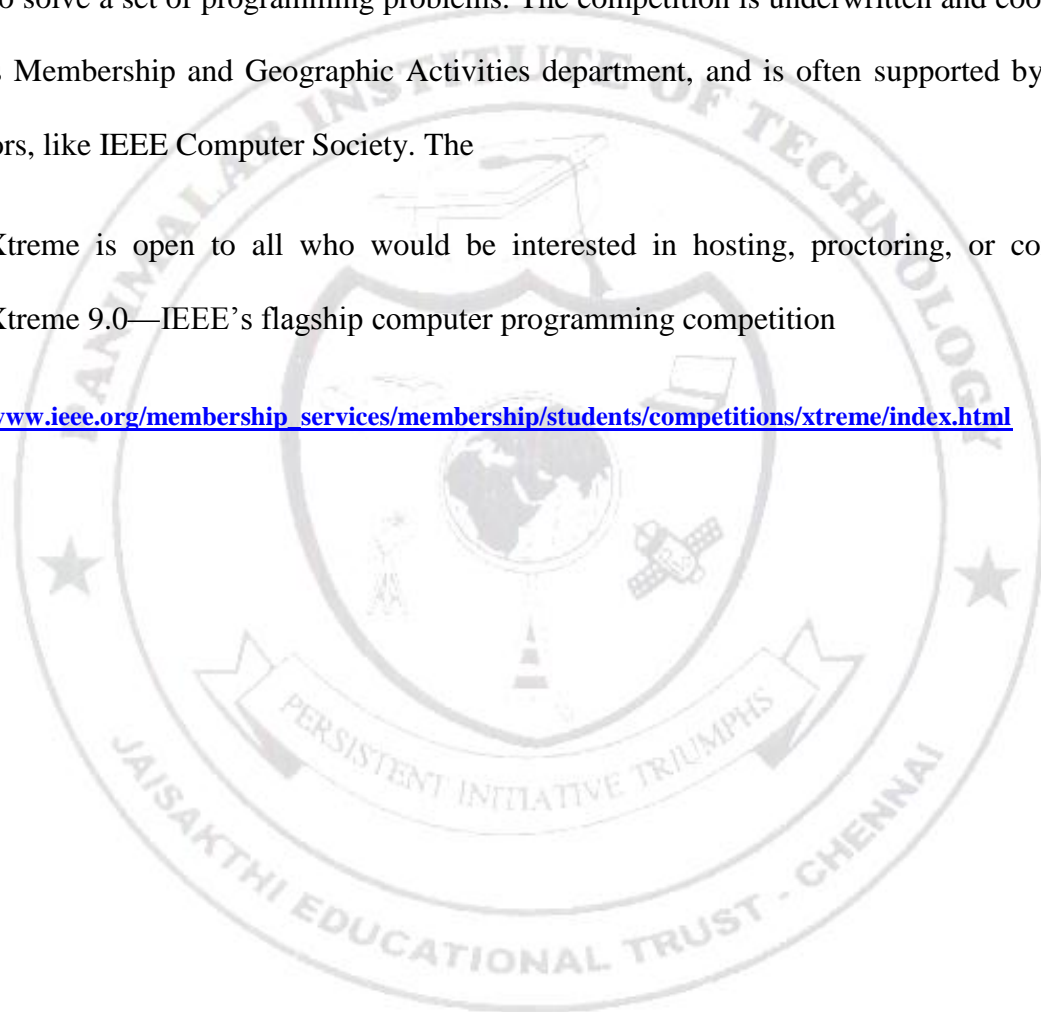 o solve a set of programming problems. The competition is underwritten and coo
s Membership and Geographic Activities department, and is often supported by
ors, like IEEE Computer Society. The
Xtreme is open to all who would be interested in hosting, proctoring, or co
Xtreme 9.0—IEEE's flagship computer programming competition
www.ieee.org/membership_services/membership/students/competitions/xtreme/index.html
PANIMALAR INSTITUTE OF TECHNOLOGY
PERSISTENT INITIATIVE TRIUMPHS
JAISAKTHI EDUCATIONAL TRUST - CHENNAI